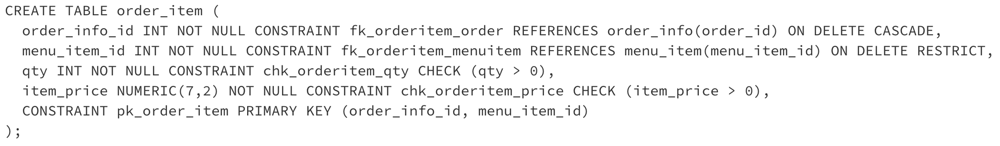 CREATE TABLE order_item (
  order_info_id INT NOT NULL CONSTRAINT fk_orderitem_order REFERENCES order_info(order_id) ON DELETE CASCADE,
  menu_item_id INT NOT NULL CONSTRAINT fk_orderitem_menuitem REFERENCES menu_item(menu_item_id) ON DELETE RESTRICT,
  qty INT NOT NULL CONSTRAINT chk_orderitem_qty CHECK (qty > 0),
  item_price NUMERIC(7,2) NOT NULL CONSTRAINT chk_orderitem_price CHECK (item_price > 0),
  CONSTRAINT pk_order_item PRIMARY KEY (order_info_id, menu_item_id)
);